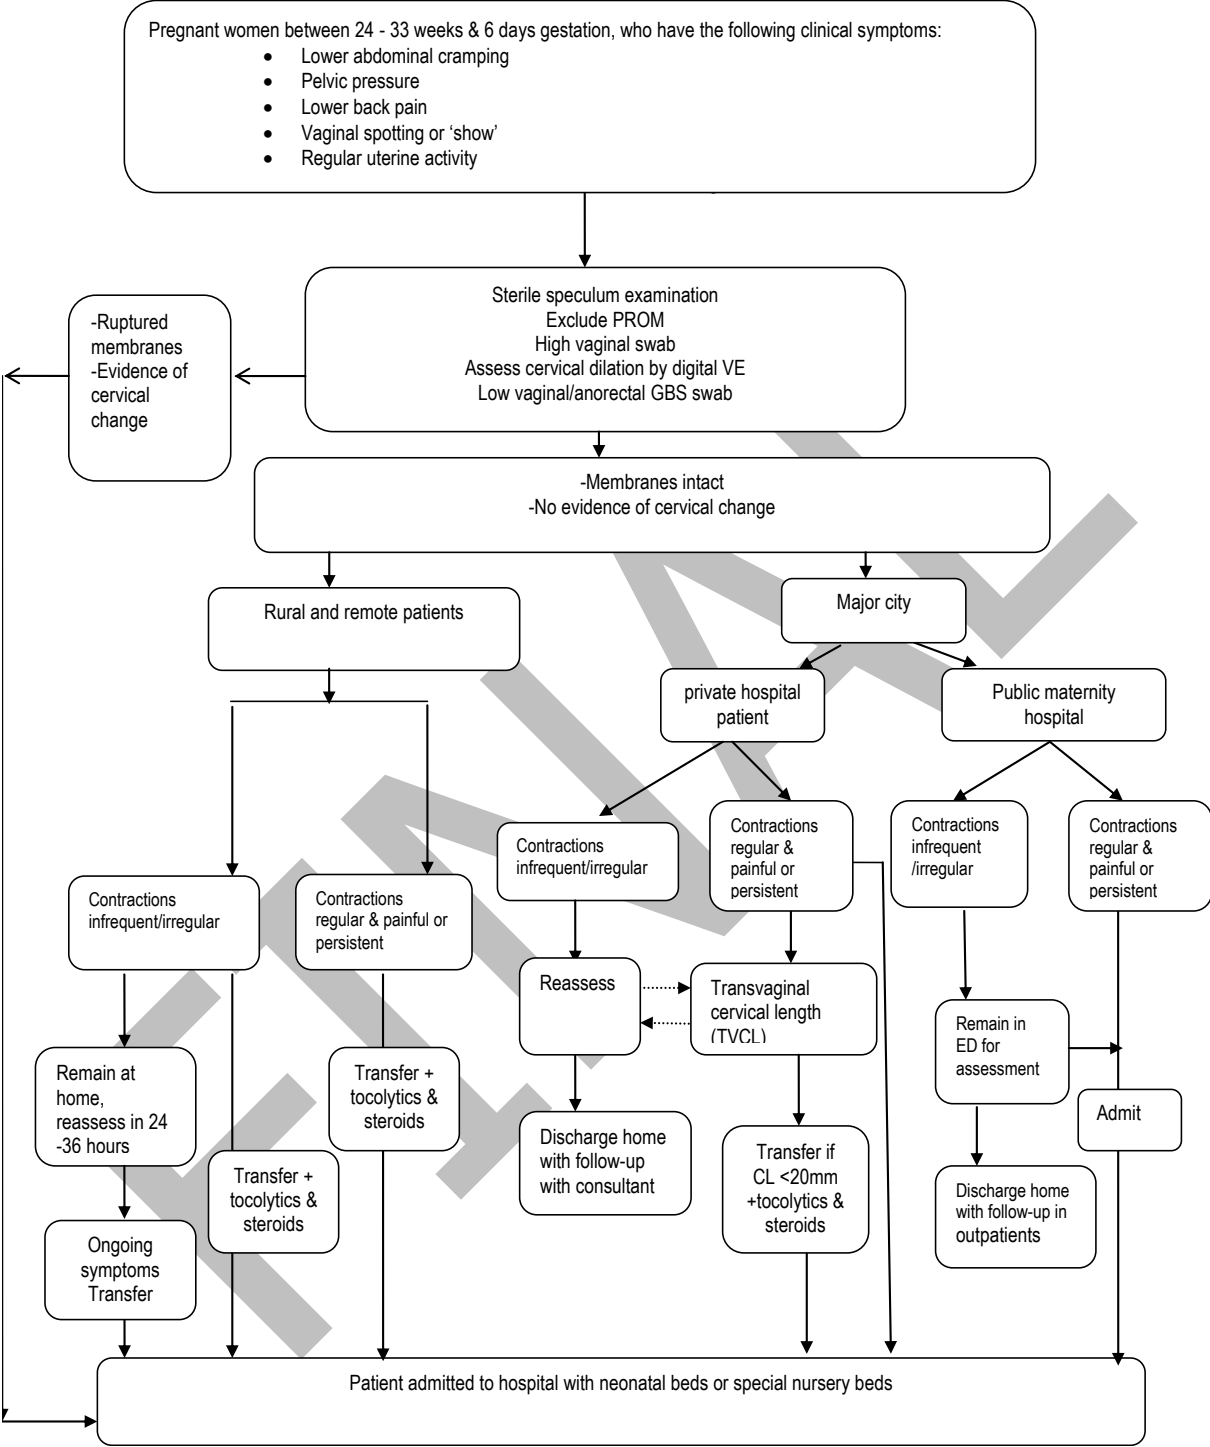 Pregnant women between 24 - 33 weeks & 6 days gestation, who have the following clinical symptoms:
• Lower abdominal cramping
• Pelvic pressure
• Lower back pain
• Vaginal spotting or ‘show’
• Regular uterine activity
Sterile speculum examination
Exclude PROM
High vaginal swab
Assess cervical dilation by digital VE
Low vaginal/anorectal GBS swab
-Ruptured
membranes
-Evidence of
cervical
change
-Membranes intact
-No evidence of cervical change
Rural and remote patients
Major city
private hospital
patient
Public maternity
hospital
Contractions
infrequent/irregular
Contractions
regular & painful or
persistent
Contractions
infrequent/irregular
Contractions
regular &
painful or
persistent
Contractions
infrequent
/irregular
Contractions
regular &
painful or
persistent
Remain at
home,
reassess in 24
-36 hours
Transfer +
tocolytics &
steroids
Transfer +
tocolytics &
steroids
Reassess
Transvaginal
cervical length
(TVCL)
Remain in
ED for
assessment
Admit
Ongoing
symptoms
Transfer
Discharge home
with follow-up
with consultant
Transfer if
CL <20mm
+tocolytics &
steroids
Discharge home
with follow-up in
outpatients
Patient admitted to hospital with neonatal beds or special nursery beds
FINAL